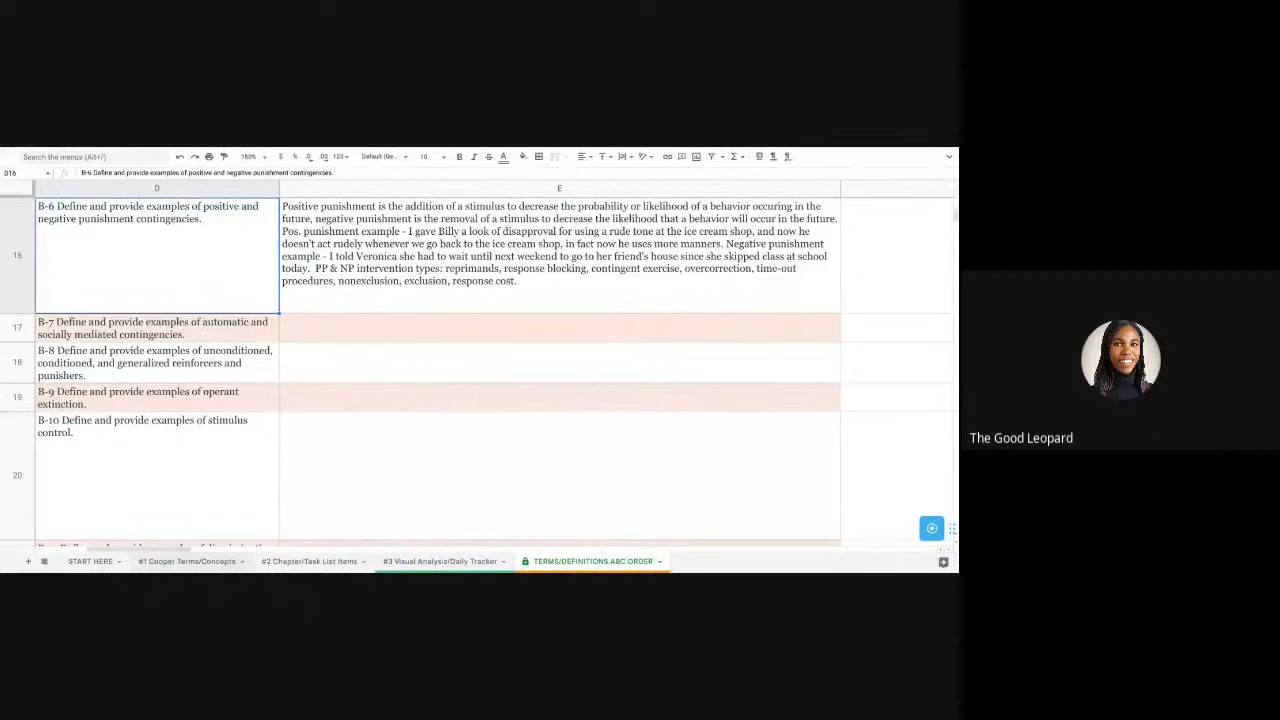 Search the menus (Alt+/)
150%
$
%
.0
.00
123
Default (Ge...
10
B
I
S
A
D16
fx
B-6 Define and provide examples of positive and negative punishment contingencies.
D
E
16
B-6 Define and provide examples of positive and
negative punishment contingencies.
Positive punishment is the addition of a stimulus to decrease the probability or likelihood of a behavior occuring in the
future, negative punishment is the removal of a stimulus to decrease the likelihood that a behavior will occur in the future.
Pos. punishment example - I gave Billy a look of disapproval for using a rude tone at the ice cream shop, and now he
doesn't act rudely whenever we go back to the ice cream shop, in fact now he uses more manners. Negative punishment
example - I told Veronica she had to wait until next weekend to go to her friend's house since she skipped class at school
today. PP & NP intervention types: reprimands, response blocking, contingent exercise, overcorrection, time-out
procedures, nonexclusion, exclusion, response cost.
17
B-7 Define and provide examples of automatic and
socially mediated contingencies.
18
B-8 Define and provide examples of unconditioned,
conditioned, and generalized reinforcers and
punishers.
19
B-9 Define and provide examples of operant
extinction.
20
B-10 Define and provide examples of stimulus
control.
START HERE
#1 Cooper Terms/Concepts
#2 Chapter/Task List Items
#3 Visual Analysis/Daily Tracker
TERMS/DEFINITIONS ABC ORDER
The Good Leopard